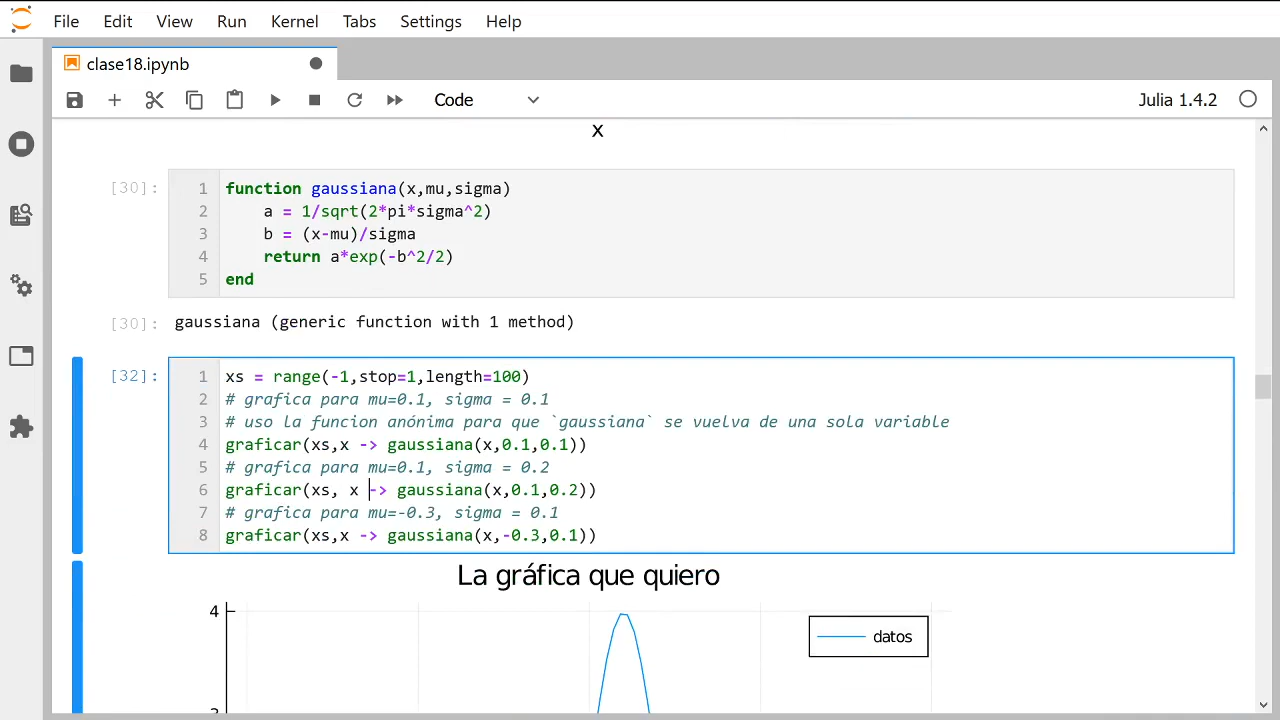 File Edit View Run Kernel Tabs Settings Help
clase18.ipynb
Code
Julia 1.4.2
x
[30]:
1 function gaussiana(x,mu,sigma)
2 a = 1/sqrt(2*pi*sigma^2)
3 b = (x-mu)/sigma
4 return a*exp(-b^2/2)
5 end
[30]: gaussiana (generic function with 1 method)
[32]:
1 xs = range(-1,stop=1,length=100)
2 # grafica para mu=0.1, sigma = 0.1
3 # uso la funcion anónima para que `gaussiana` se vuelva de una sola variable
4 graficar(xs,x -> gaussiana(x,0.1,0.1))
5 # grafica para mu=0.1, sigma = 0.2
6 graficar(xs, x -> gaussiana(x,0.1,0.2))
7 # grafica para mu=-0.3, sigma = 0.1
8 graficar(xs,x -> gaussiana(x,-0.3,0.1))
La gráfica que quiero
4
datos
3